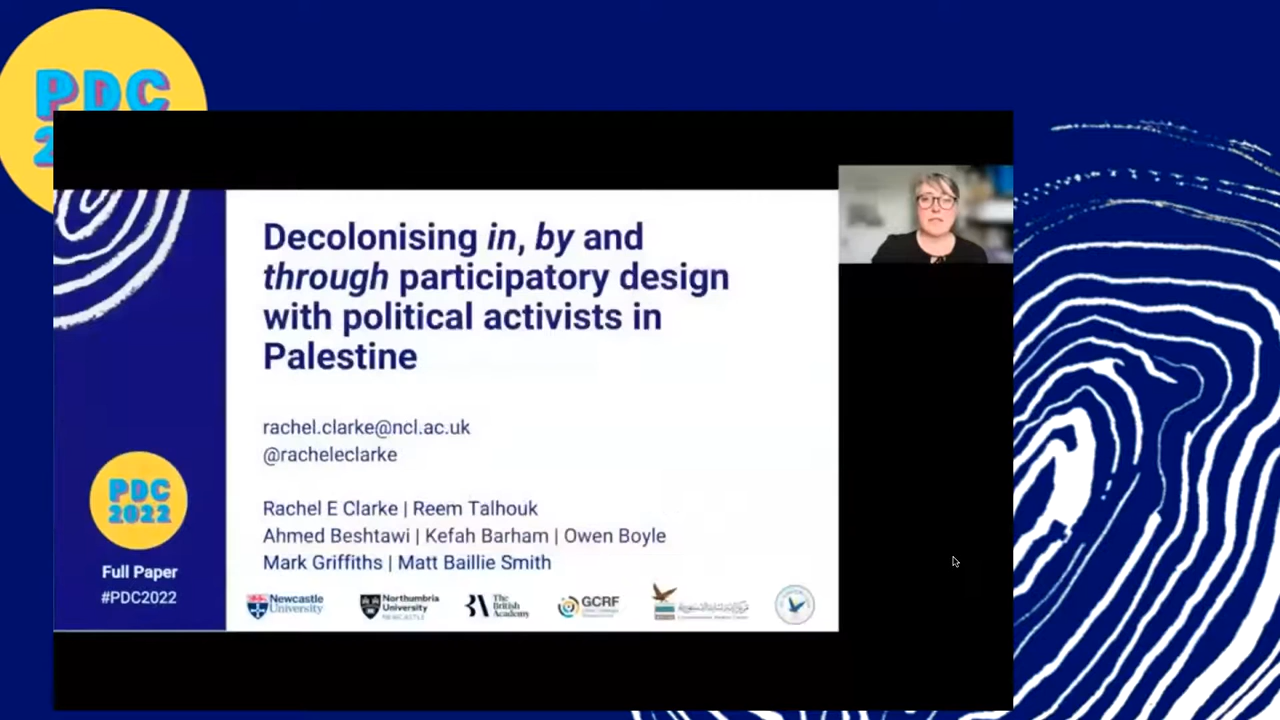 PDC
2
Decolonising in, by and
through participatory design
with political activists in
Palestine
rachel.clarke@ncl.ac.uk
@racheleclarke
Rachel E Clarke | Reem Talhouk
Ahmed Beshtawi | Kefah Barham | Owen Boyle
Mark Griffiths | Matt Baillie Smith
PDC
2022
Full Paper
#PDC2022
Newcastle
University
Northumbria
University
NEWCASTLE
The
British
Academy
GCRF